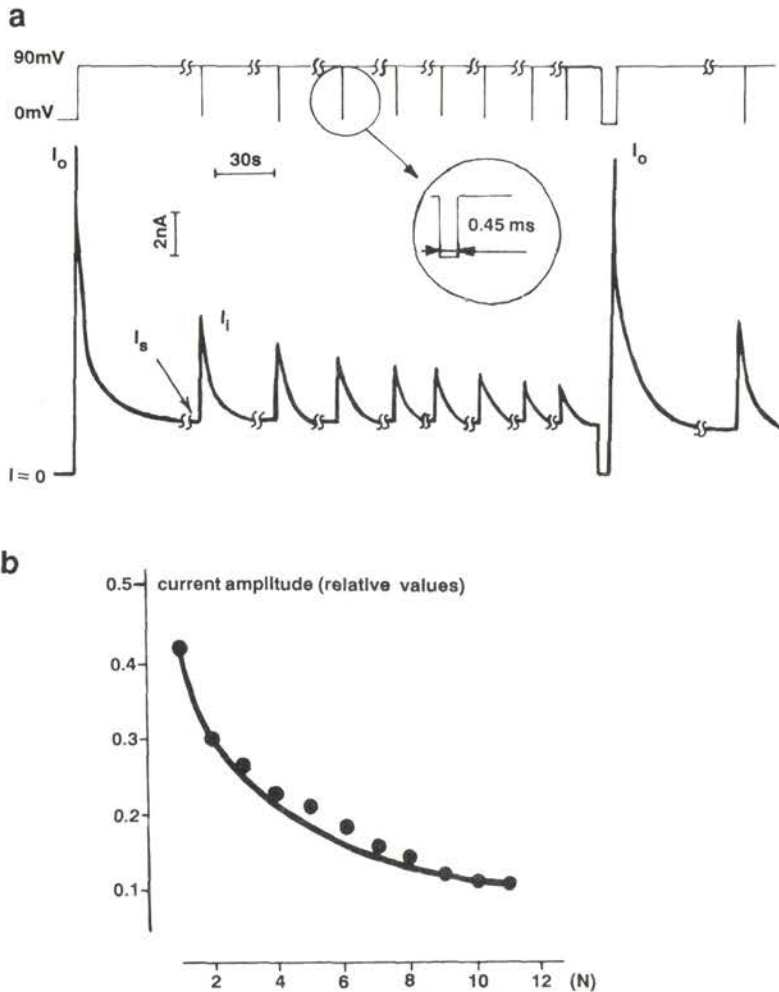 a
90mV
0mV
Io
30s
Io
2nA
0.45 ms
Ii
Is
I = 0
b
0.5 current amplitude (relative values)
0.4
0.3
0.2
0.1
2 4 6 8 10 12 (N)